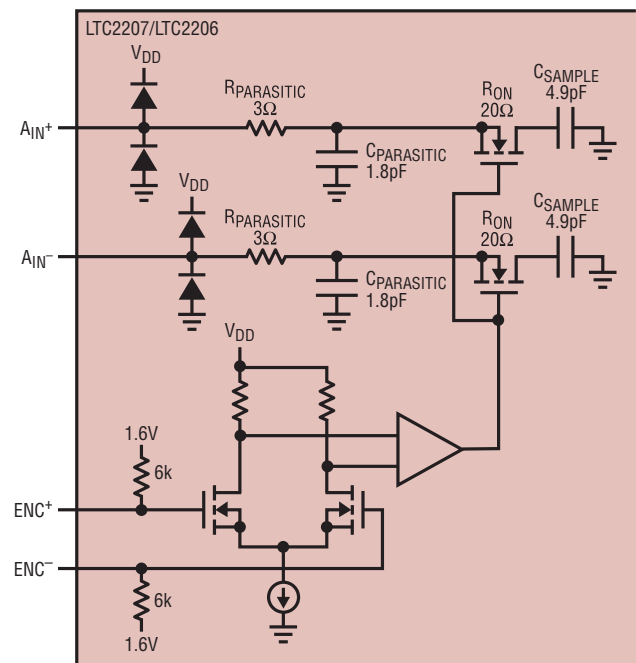 LTC2207/LTC2206
VDD
RPARASITIC
3Ω
RON
20Ω
CSAMPLE
4.9pF
AIN+
CPARASITIC
1.8pF
VDD
RPARASITIC
3Ω
RON
20Ω
CSAMPLE
4.9pF
AIN−
CPARASITIC
1.8pF
VDD
1.6V
6k
ENC+
ENC−
6k
1.6V